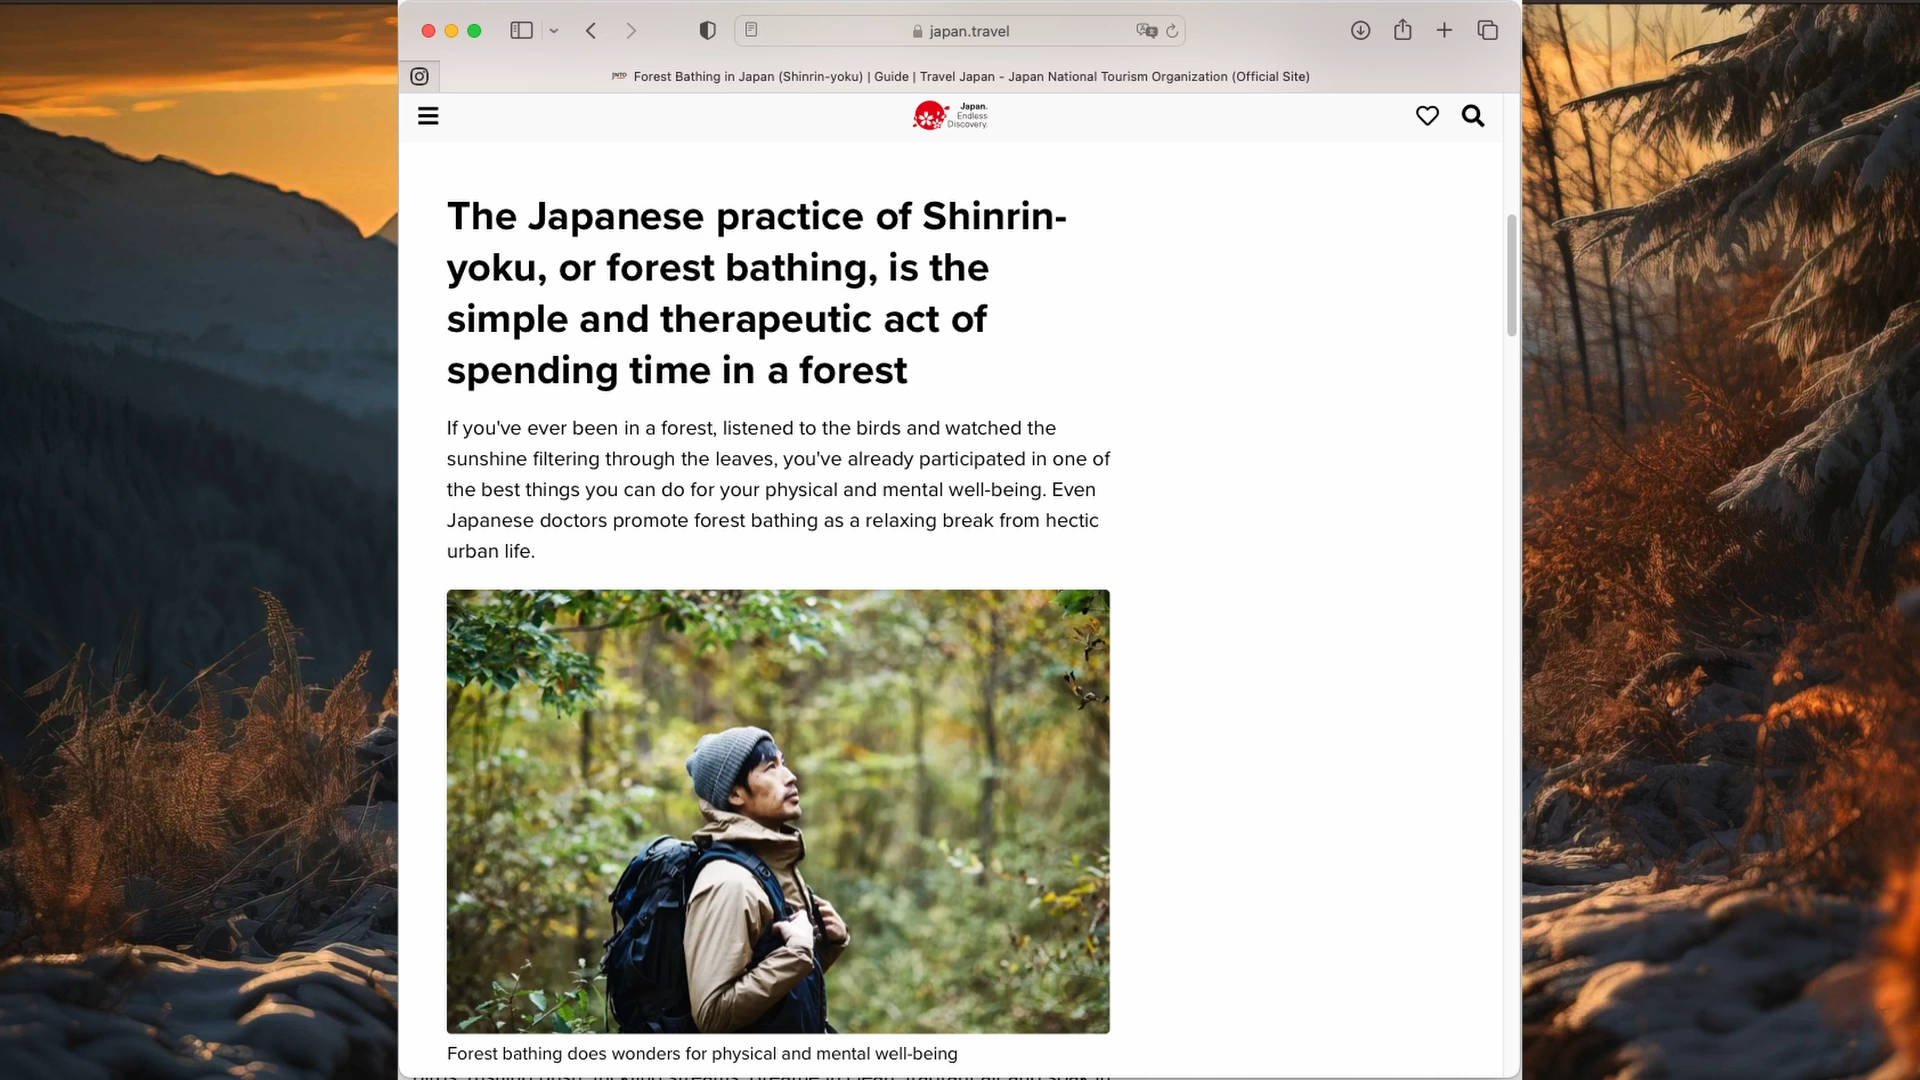 japan.travel
JNTO Forest Bathing in Japan (Shinrin-yoku) | Guide | Travel Japan - Japan National Tourism Organization (Official Site)
Japan.
Endless
Discovery.
The Japanese practice of Shinrin-
yoku, or forest bathing, is the
simple and therapeutic act of
spending time in a forest
If you've ever been in a forest, listened to the birds and watched the
sunshine filtering through the leaves, you've already participated in one of
the best things you can do for your physical and mental well-being. Even
Japanese doctors promote forest bathing as a relaxing break from hectic
urban life.
Forest bathing does wonders for physical and mental well-being